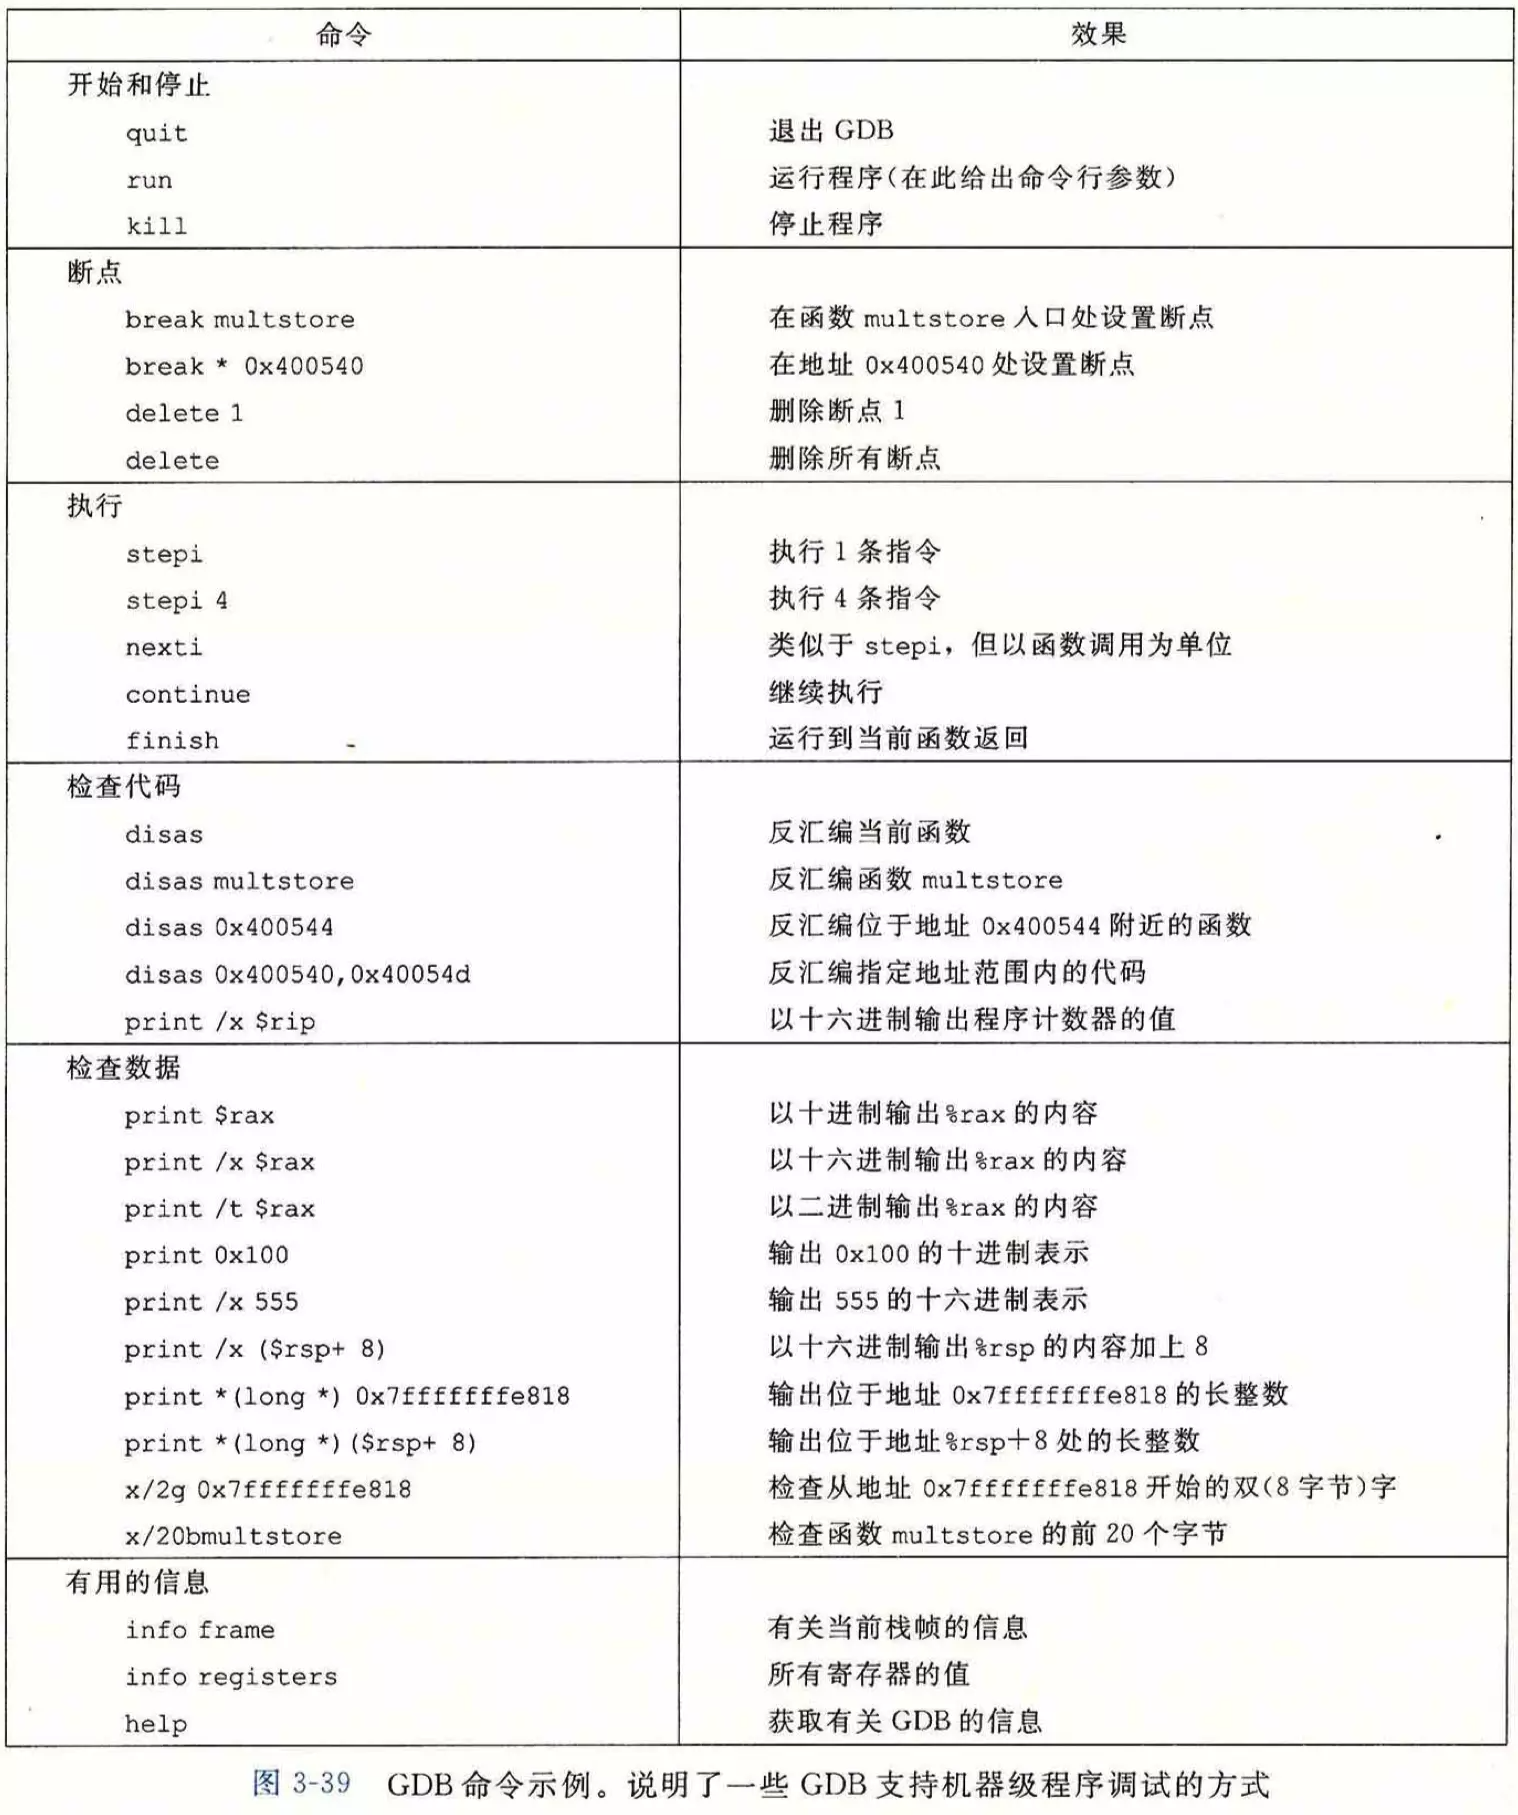 命令 效果
开始和停止
quit 退出 GDB
run 运行程序(在此给出命令行参数)
kill 停止程序
断点
break multstore 在函数 multstore 入口处设置断点
break * 0x400540 在地址 0x400540 处设置断点
delete 1 删除断点 1
delete 删除所有断点
执行
stepi 执行 1 条指令
stepi 4 执行 4 条指令
nexti 类似于 stepi，但以函数调用为单位
continue 继续执行
finish 运行到当前函数返回
检查代码
disas 反汇编当前函数
disas multstore 反汇编函数 multstore
disas 0x400544 反汇编位于地址 0x400544 附近的函数
disas 0x400540,0x40054d 反汇编指定地址范围内的代码
print /x $rip 以十六进制输出程序计数器的值
检查数据
print $rax 以十进制输出%rax 的内容
print /x $rax 以十六进制输出%rax 的内容
print /t $rax 以二进制输出%rax 的内容
print 0x100 输出 0x100 的十进制表示
print /x 555 输出 555 的十六进制表示
print /x ($rsp+ 8) 以十六进制输出%rsp 的内容加上 8
print *(long *) 0x7fffffffe818 输出位于地址 0x7fffffffe818 的长整数
print *(long *)($rsp+ 8) 输出位于地址%rsp+8 处的长整数
x/2g 0x7fffffffe818 检查从地址 0x7fffffffe818 开始的双(8 字节)字
x/20bmultstore 检查函数 multstore 的前 20 个字节
有用的信息
info frame 有关当前栈帧的信息
info registers 所有寄存器的值
help 获取有关 GDB 的信息
图 3-39 GDB 命令示例。说明了一些 GDB 支持机器级程序调试的方式